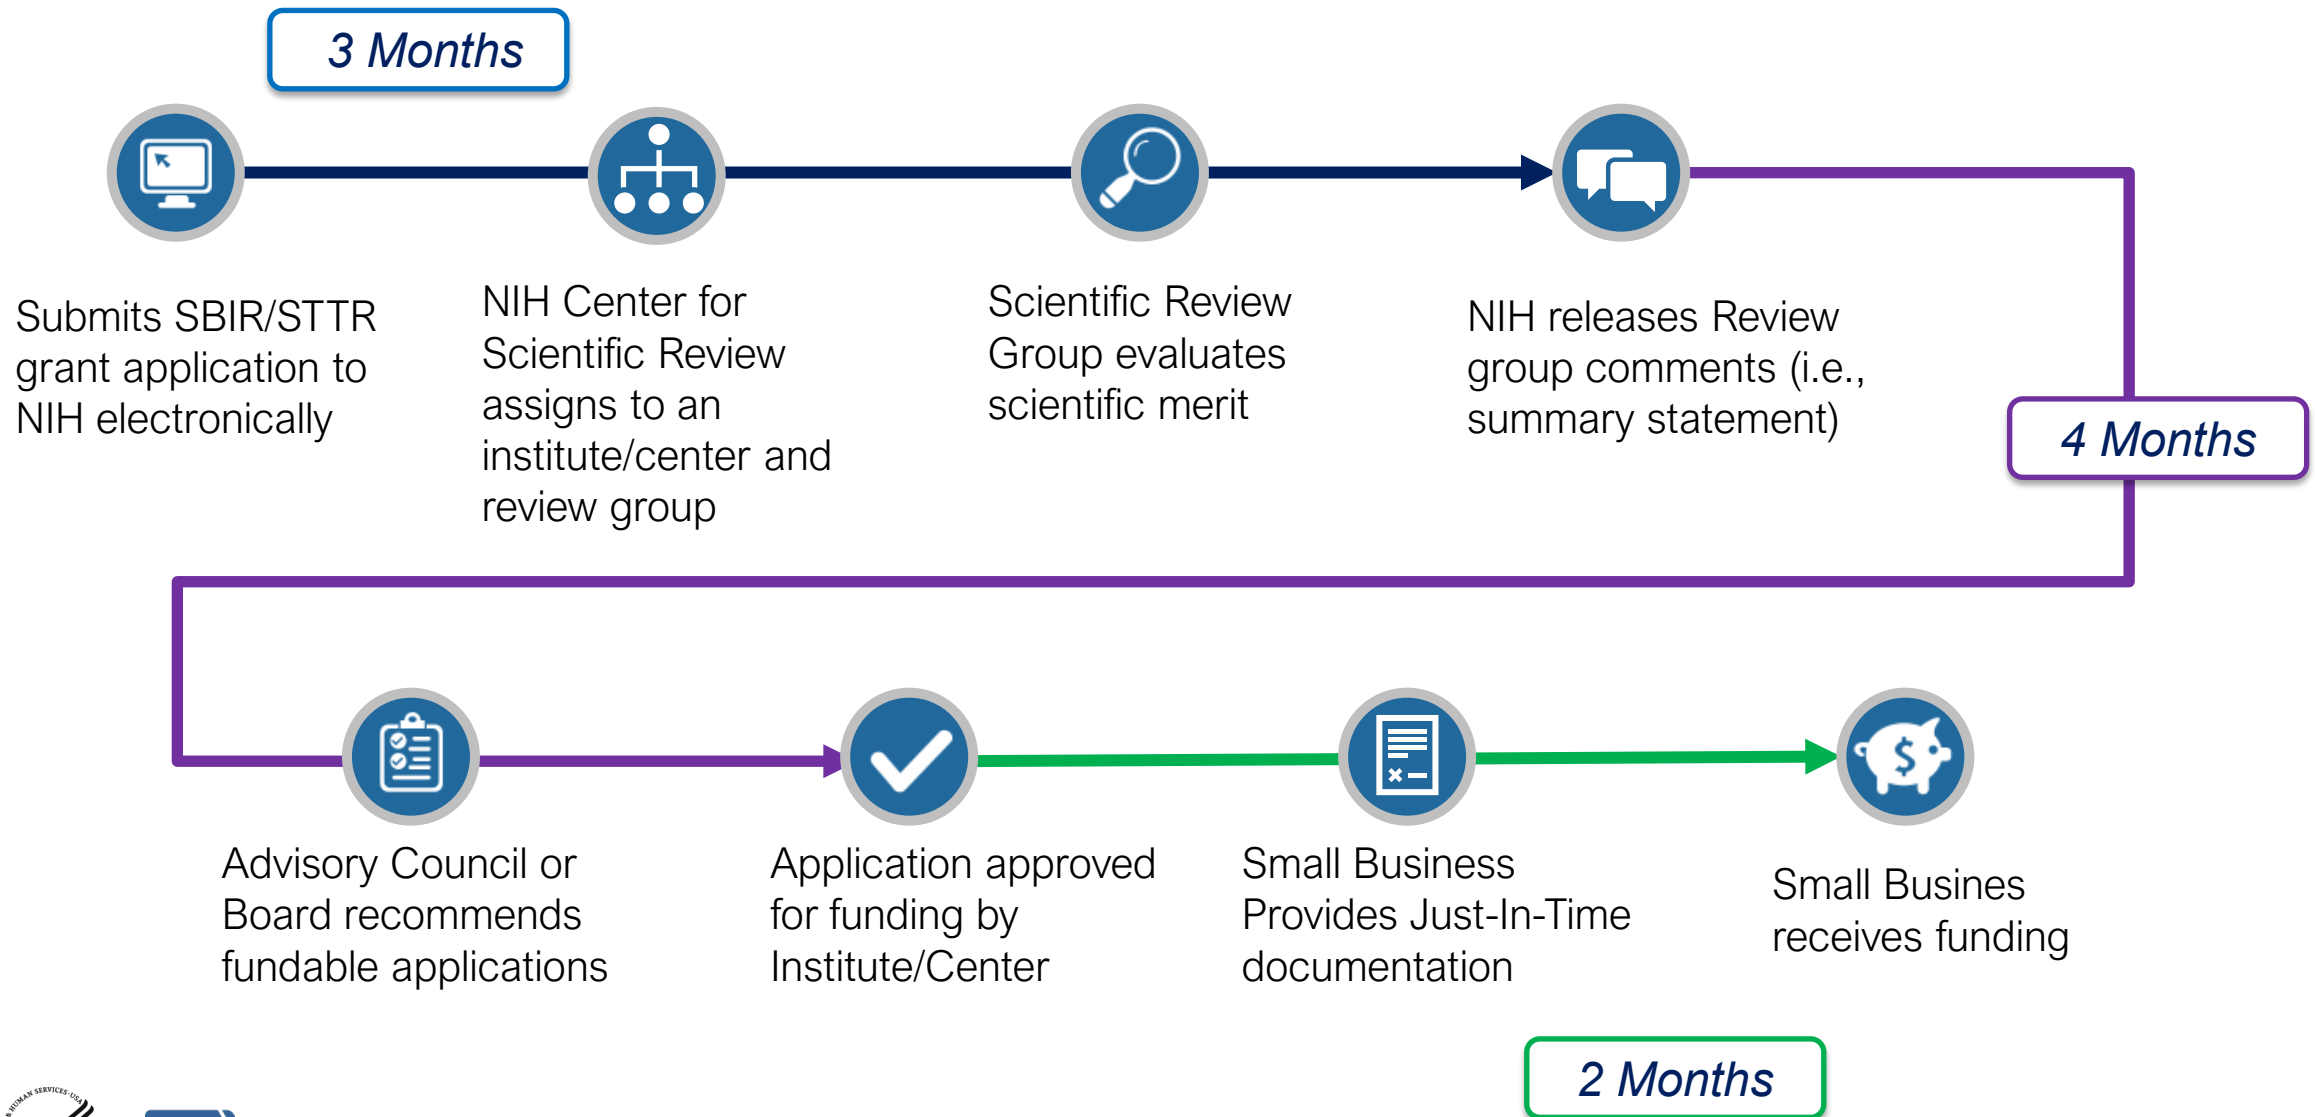 3 Months
Submits SBIR/STTR
grant application to
NIH electronically
NIH Center for
Scientific Review
assigns to an
institute/center and
review group
Scientific Review
Group evaluates
scientific merit
NIH releases Review
group comments (i.e.,
summary statement)
4 Months
Advisory Council or
Board recommends
fundable applications
Application approved
for funding by
Institute/Center
Small Business
Provides Just-In-Time
documentation
Small Busines
receives funding
2 Months
HUMAN SERVICES·USA